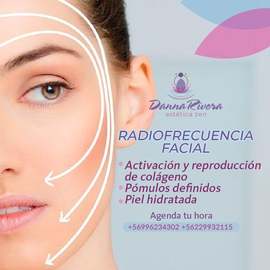 Danna Rivera
estética zen
RADIOFRECUENCIA
FACIAL
Activación y reproducción
de colágeno
Pómulos definidos
Piel hidratada
Agenda tu hora
+56996234302 +56229932115